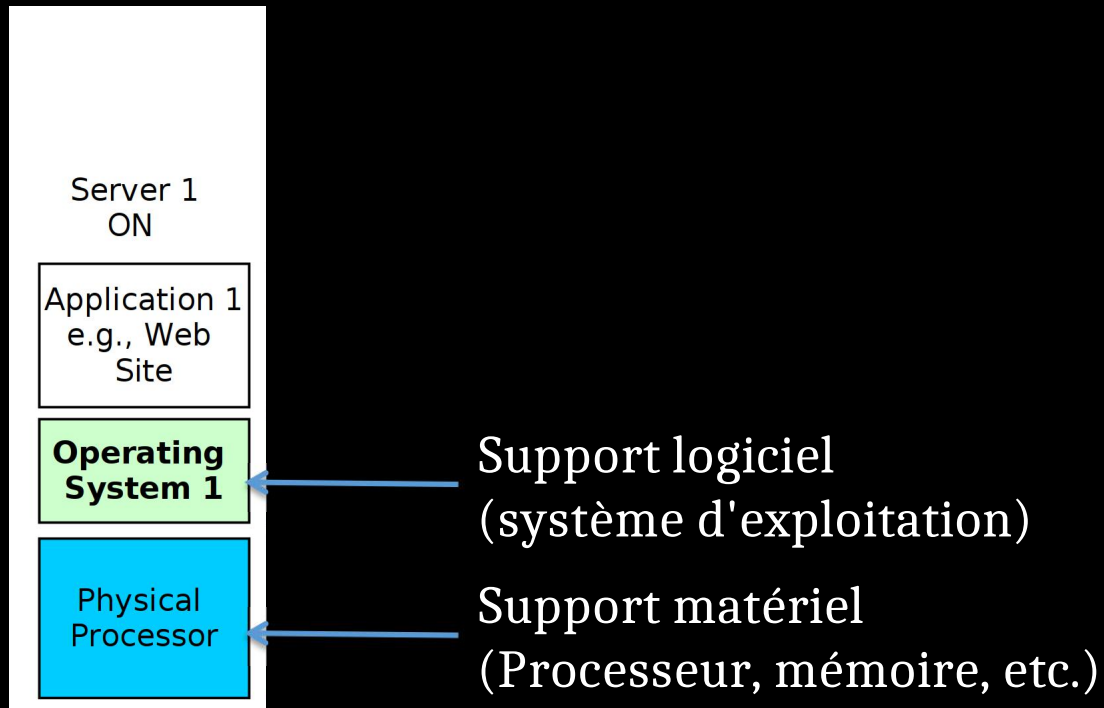 Server 1
ON
Application 1
e.g., Web
Site
Operating
System 1
Support logiciel
(système d'exploitation)
Physical
Processor
Support matériel
(Processeur, mémoire, etc.)